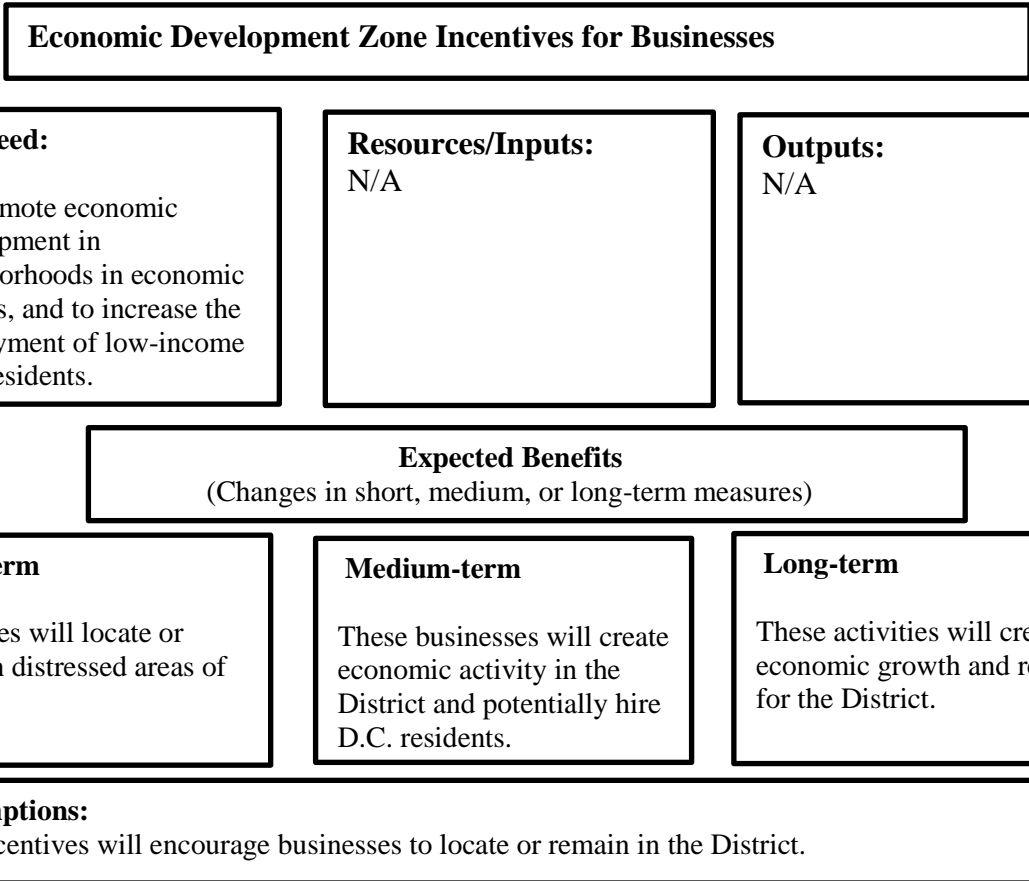 Economic Development Zone Incentives for Businesses
eed:
omote economic
pment in
orhoods in economic
s, and to increase the
yment of low-income
esidents.
Resources/Inputs:
N/A
Outputs:
N/A
Expected Benefits
(Changes in short, medium, or long-term measures)
erm
es will locate or
n distressed areas of
Medium-term
These businesses will create
economic activity in the
District and potentially hire
D.C. residents.
Long-term
These activities will cre
economic growth and re
for the District.
ptions:
centives will encourage businesses to locate or remain in the District.